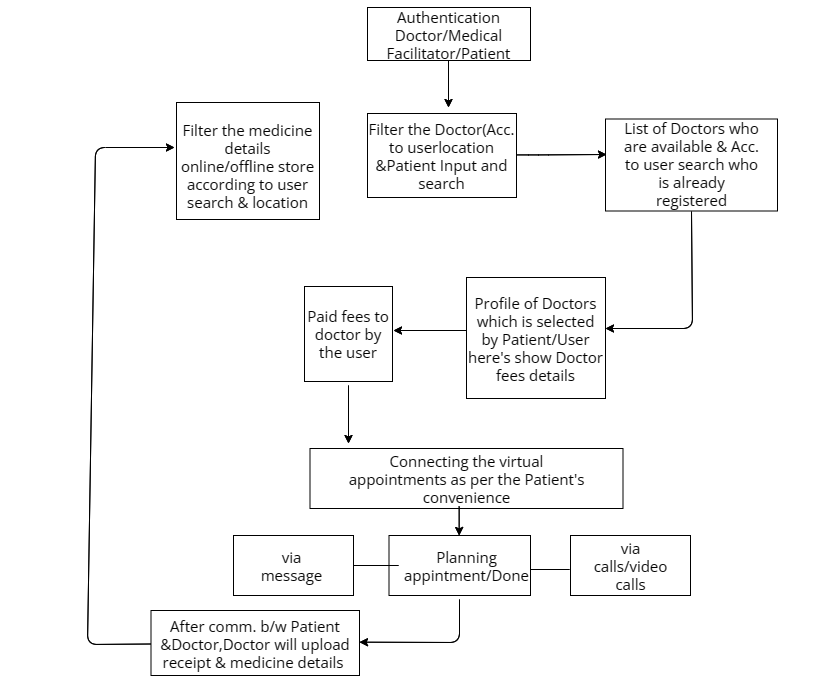 Authentication
Doctor/Medical
Facilitator/Patient
Filter the medicine
details
online/offline store
according to user
search & location
Filter the Doctor(Acc.
to userlocation
&Patient Input and
search
List of Doctors who
are available & Acc.
to user search who
is already
registered
Paid fees to
doctor by
the user
Profile of Doctors
which is selected
by Patient/User
here's show Doctor
fees details
Connecting the virtual
appointments as per the Patient's
convenience
via
message
Planning
appintment/Done
via
calls/video
calls
After comm. b/w Patient
&Doctor,Doctor will upload
receipt & medicine details